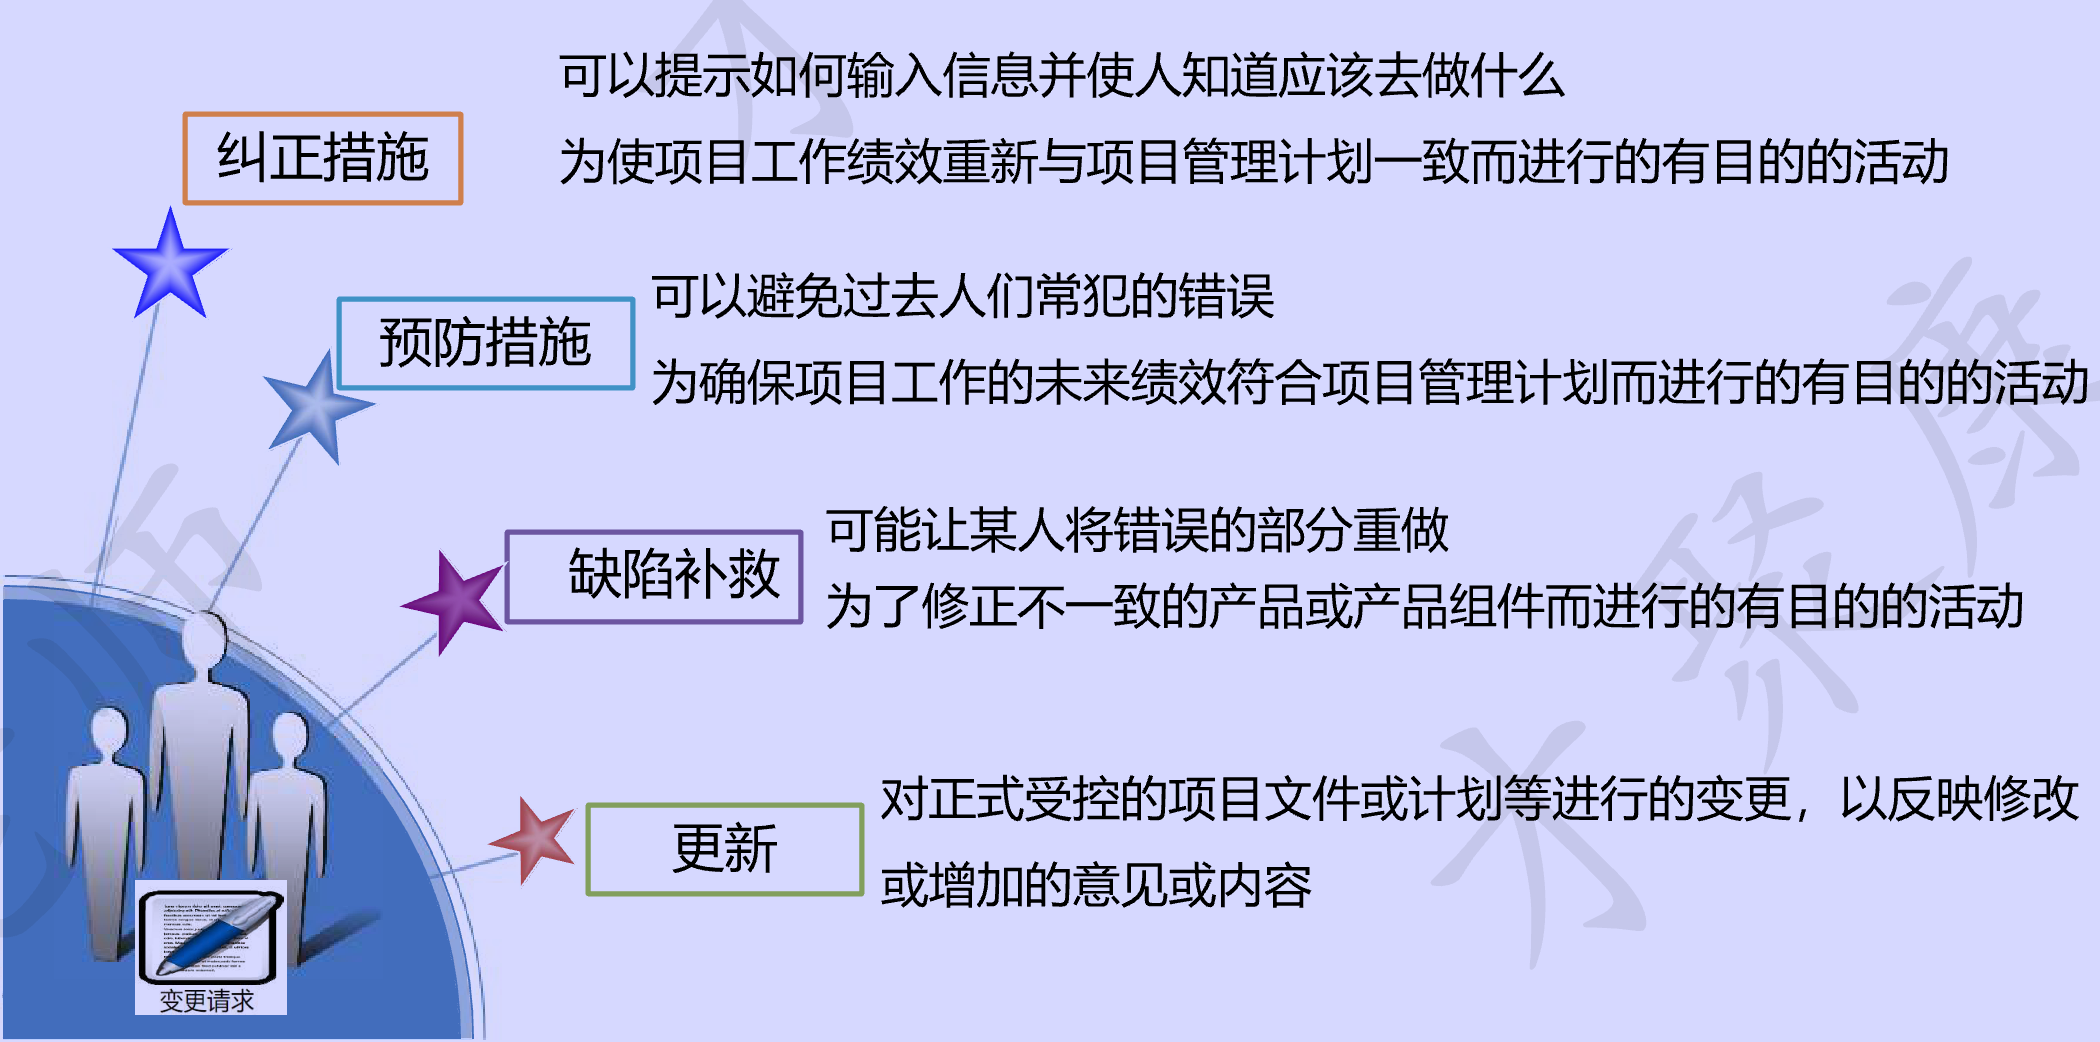 可以提示如何输入信息并使人知道应该去做什么
纠正措施
为使项目工作绩效重新与项目管理计划一致而进行的有目的的活动
可以避免过去人们常犯的错误
预防措施
为确保项目工作的未来绩效符合项目管理计划而进行的有目的的活动
可能让某人将错误的部分重做
缺陷补救
为了修正不一致的产品或产品组件而进行的有目的的活动
对正式受控的项目文件或计划等进行的变更，以反映修改
更新
或增加的意见或内容
变更请求
才聚康